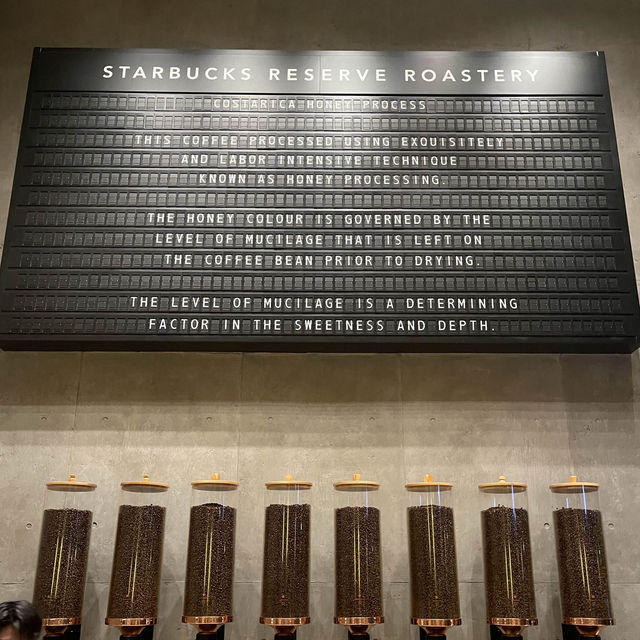 STARBUCKS RESERVE ROASTERY
COSTARICA HONEY PROCESS
THIS COFFEE PROCESSED USING EXQUISITELY
AND LABOR INTENSIVE TECHNIQUE
KNOWN AS HONEY PROCESSING.
THE HONEY COLOUR IS GOVERNED BY THE
LEVEL OF MUCILAGE THAT IS LEFT ON
THE COFFEE BEAN PRIOR TO DRYING.
THE LEVEL OF MUCILAGE IS A DETERMINING
FACTOR IN THE SWEETNESS AND DEPTH.